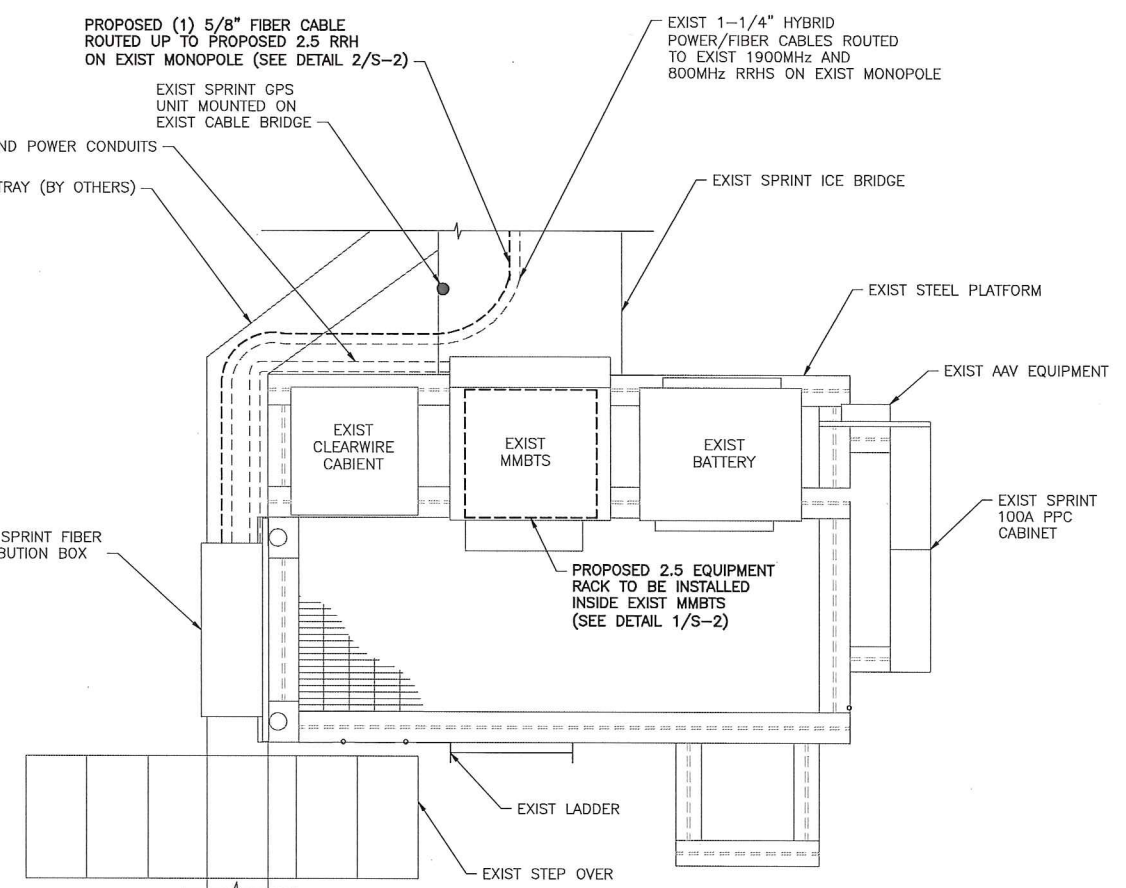 PROPOSED (1) 5/8" FIBER CABLE
ROUTED UP TO PROPOSED 2.5 RRH
ON EXIST MONOPOLE (SEE DETAIL 2/S-2)
EXIST 1-1/4" HYBRID
POWER/FIBER CABLES ROUTED
TO EXIST 1900MHz AND
800MHz RRHS ON EXIST MONOPOLE
EXIST SPRINT GPS
UNIT MOUNTED ON
EXIST CABLE BRIDGE
ND POWER CONDUITS
TRAY (BY OTHERS)
EXIST SPRINT ICE BRIDGE
EXIST STEEL PLATFORM
EXIST AAV EQUIPMENT
EXIST
CLEARWIRE
CABIENT
EXIST
MMBTS
EXIST
BATTERY
EXIST SPRINT
100A PPC
CABINET
SPRINT FIBER
BUTION BOX
PROPOSED 2.5 EQUIPMENT
RACK TO BE INSTALLED
INSIDE EXIST MMBTS
(SEE DETAIL 1/S-2)
EXIST LADDER
EXIST STEP OVER